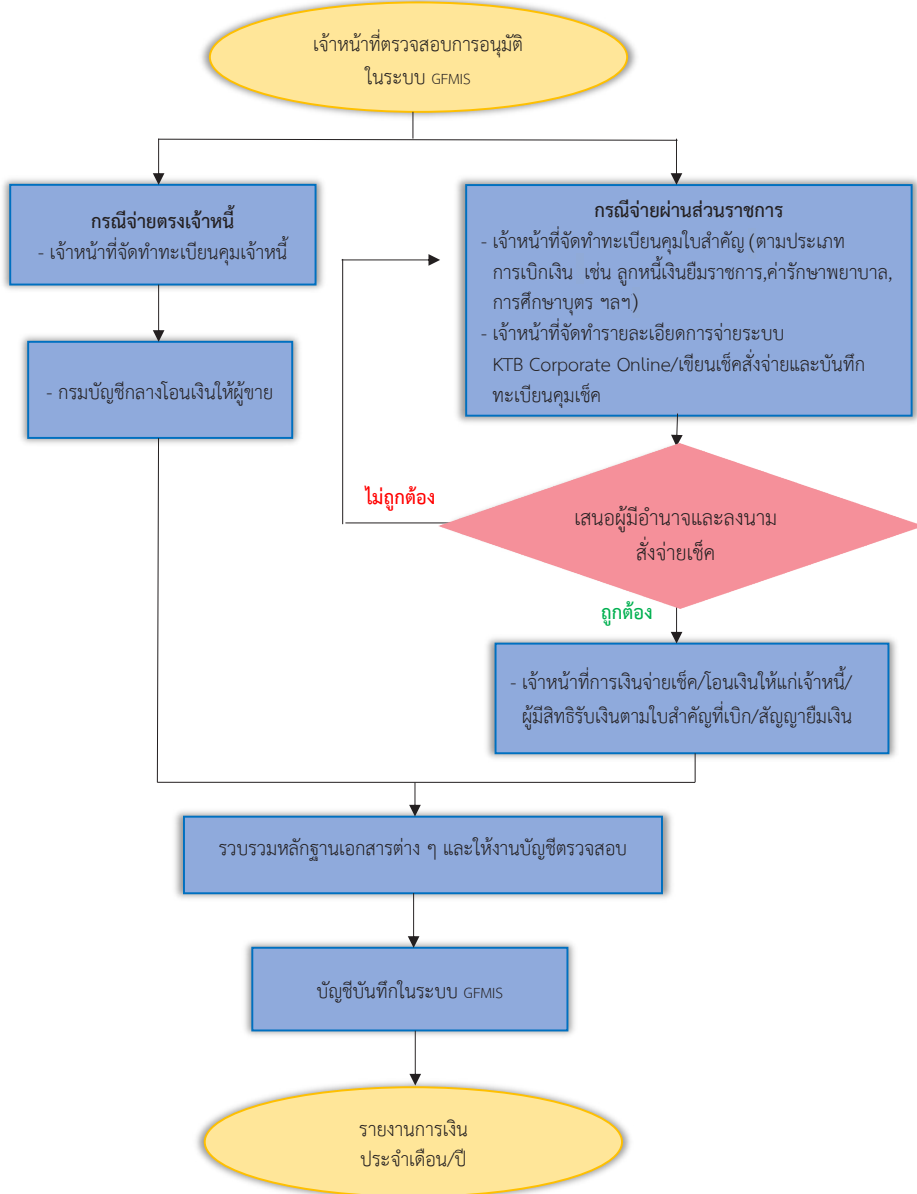 เจ้าหน้าที่ตรวจสอบการอนุมัติ
ในระบบ GFMIS
กรณีจ่ายตรงเจ้าหนี้
- เจ้าหน้าที่จัดทำทะเบียนคุมเจ้าหนี้
- กรมบัญชีกลางโอนเงินให้ผู้ขาย
กรณีจ่ายผ่านส่วนราชการ
- เจ้าหน้าที่จัดทำทะเบียนคุมใบสำคัญ (ตามประเภท
การเบิกเงิน เช่น ลูกหนี้เงินยืมราชการ,ค่ารักษาพยาบาล,
การศึกษาบุตร ฯลฯ)
- เจ้าหน้าที่จัดทำรายละเอียดการจ่ายระบบ
KTB Corporate Online/เขียนเช็คสั่งจ่ายและบันทึก
ทะเบียนคุมเช็ค
ไม่ถูกต้อง
เสนอผู้มีอำนาจและลงนาม
สั่งจ่ายเช็ค
ถูกต้อง
- เจ้าหน้าที่การเงินจ่ายเช็ค/โอนเงินให้แก่เจ้าหนี้/
ผู้มีสิทธิรับเงินตามใบสำคัญที่เบิก/สัญญายืมเงิน
รวบรวมหลักฐานเอกสารต่าง ๆ และให้งานบัญชีตรวจสอบ
บัญชีบันทึกในระบบ GFMIS
รายงานการเงิน
ประจำเดือน/ปี